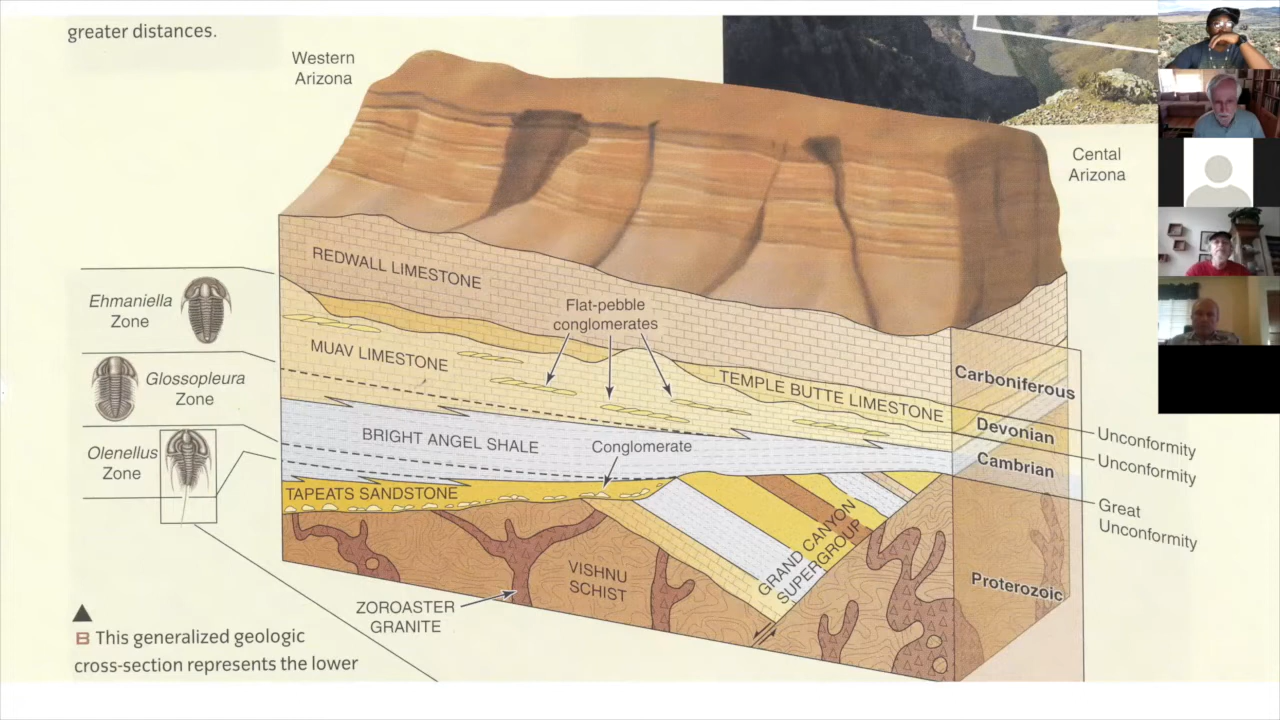 greater distances.
Western
Arizona
Cental
Arizona
REDWALL LIMESTONE
Ehmaniella
Zone
Flat-pebble
conglomerates
MUAV LIMESTONE
Glossopleura
Zone
TEMPLE BUTTE LIMESTONE
Carboniferous
Devonian
Unconformity
BRIGHT ANGEL SHALE
Conglomerate
Cambrian
Unconformity
Olenellus
Zone
TAPEATS SANDSTONE
Great
Unconformity
GRAND CANYON
SUPERGROUP
VISHNU
SCHIST
Proterozoic
ZOROASTER
GRANITE
B This generalized geologic
cross-section represents the lower